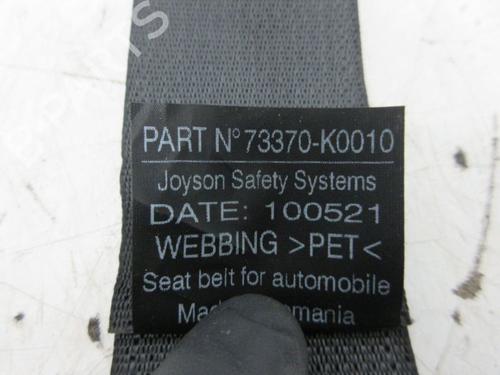 PART N° 73370-K0010
Joyson Safety Systems
DATE: 100521
WEBBING >PET<
Seat belt for automobile